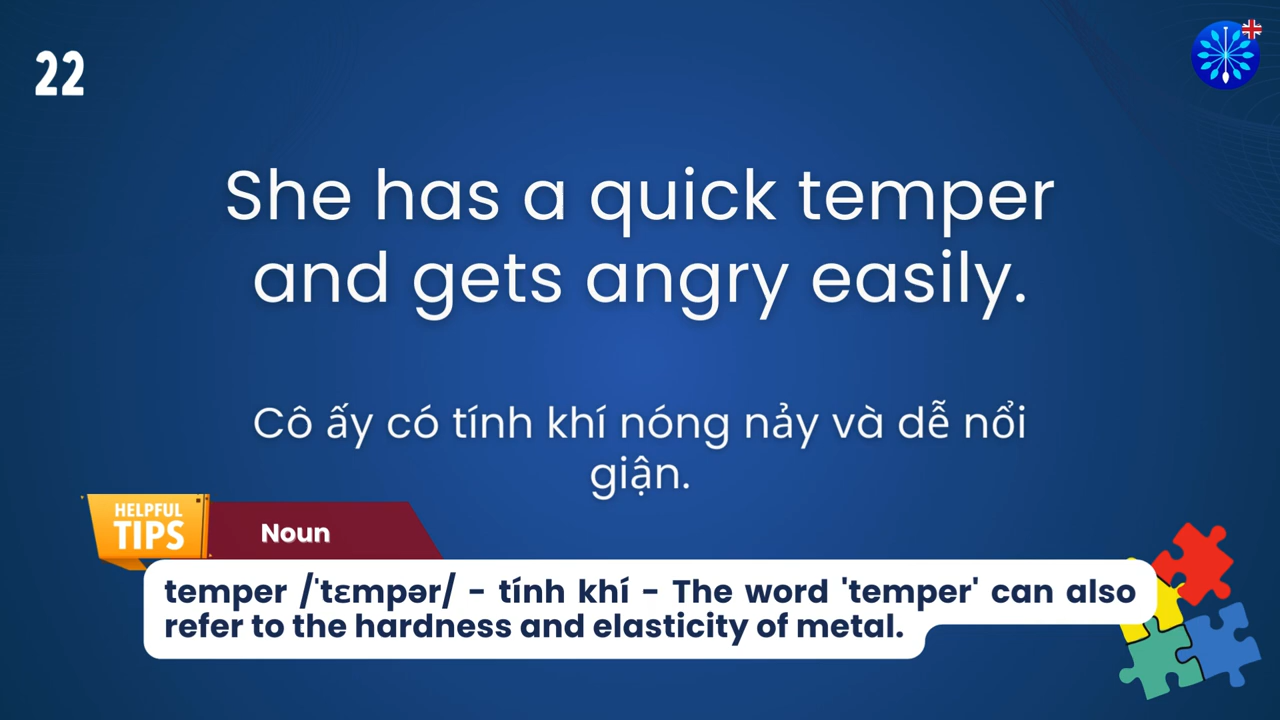 22
She has a quick temper
and gets angry easily.
Cô ấy có tính khí nóng nảy và dễ nổi
giận.
HELPFUL
TIPS
Noun
temper /ˈtɛmpər/ - tính khí - The word 'temper' can also
refer to the hardness and elasticity of metal.